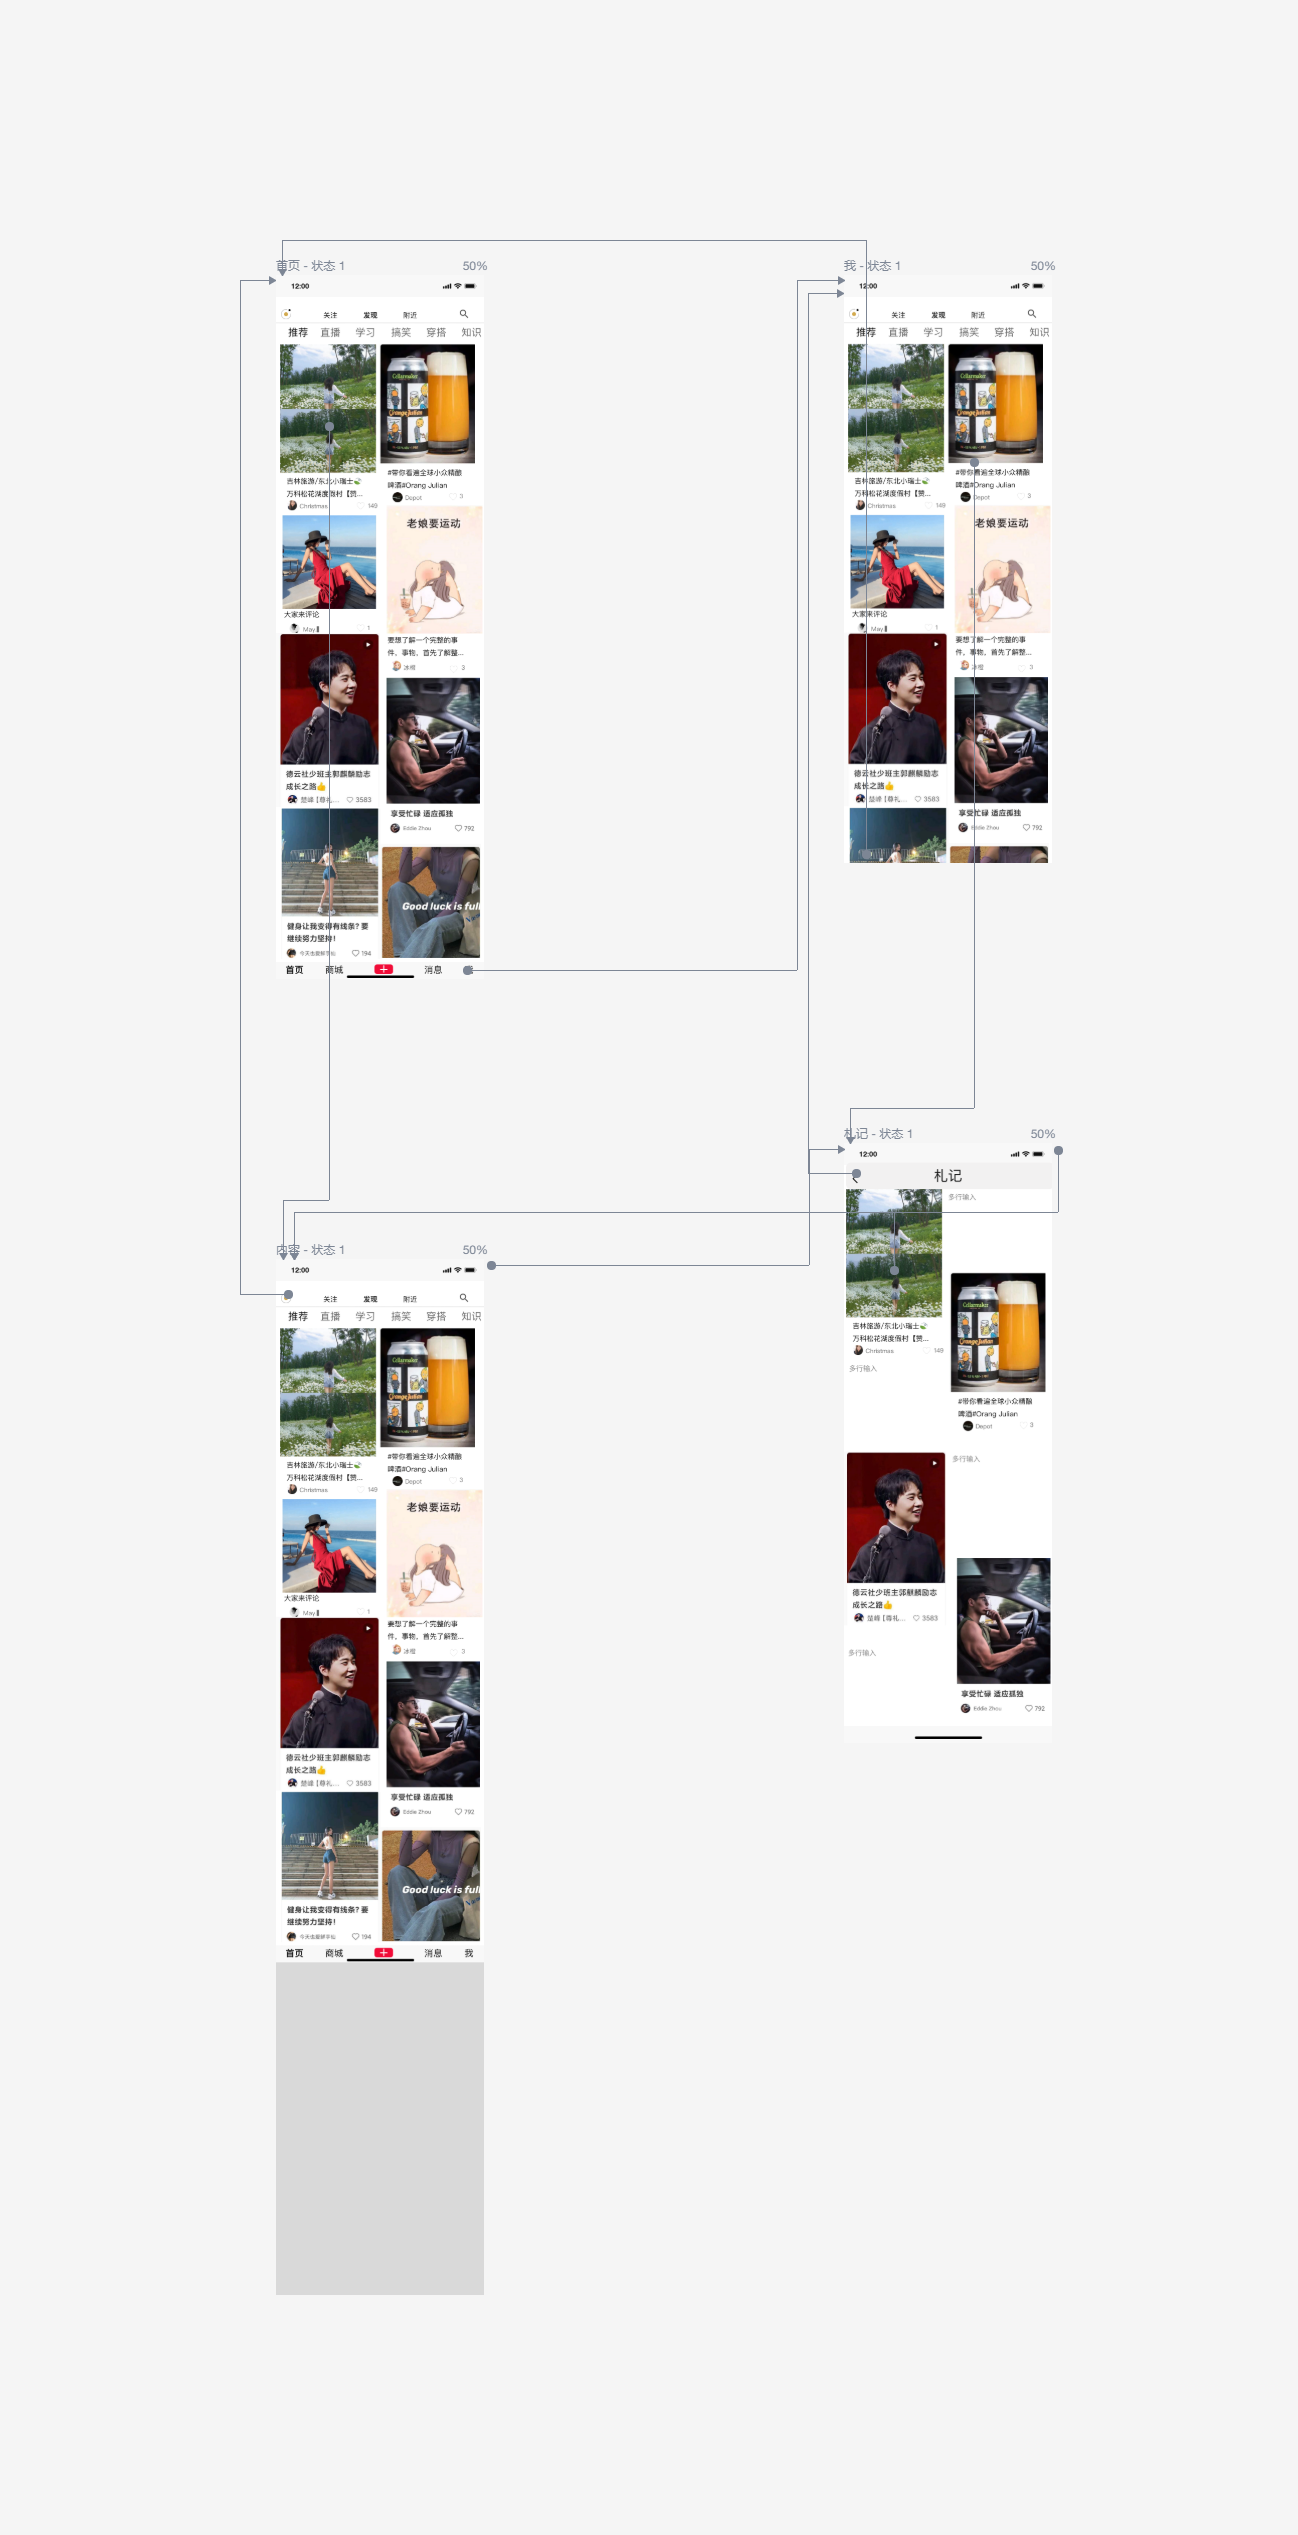 首页 - 状态 1
50%
12:00
关注 发现 附近
推荐 直播 学习 搞笑 穿搭 知识
Cellarmaker
Orange Julian
吉林旅游/东北小瑞士🍃
万科松花湖度假村【赞...
Christmas 149
#带你看遍全球小众精酿
啤酒#Orang Julian
Depot 3
老娘要运动
大家来评论
May 1
要想了解一个完整的事
件，事物，首先了解整...
冰橙 3
德云社少班主郭麒麟励志
成长之路👍
楚峰【尊礼... 3583
享受忙碌 适应孤独
Eddie Zhou 792
Good luck is full
健身让我变得有线条？要
继续努力坚持！
194
首页 商城 + 消息
我 - 状态 1
50%
12:00
关注 发现 附近
推荐 直播 学习 搞笑 穿搭 知识
Cellarmaker
Orange Julian
吉林旅游/东北小瑞士🍃
万科松花湖度假村【赞...
Christmas 149
#带你看遍全球小众精酿
啤酒#Orang Julian
Depot 3
老娘要运动
大家来评论
May 1
要想了解一个完整的事
件，事物，首先了解整...
冰橙 3
德云社少班主郭麒麟励志
成长之路👍
楚峰【尊礼... 3583
享受忙碌 适应孤独
Eddie Zhou 792
札记 - 状态 1
50%
12:00
札记
多行输入
Cellarmaker
Orange Julian
吉林旅游/东北小瑞士🍃
万科松花湖度假村【赞...
Christmas 149
多行输入
#带你看遍全球小众精酿
啤酒#Orang Julian
Depot 3
多行输入
德云社少班主郭麒麟励志
成长之路👍
楚峰【尊礼... 3583
多行输入
享受忙碌 适应孤独
Eddie Zhou 792
内容 - 状态 1
50%
12:00
关注 发现 附近
推荐 直播 学习 搞笑 穿搭 知识
Cellarmaker
Orange Julian
吉林旅游/东北小瑞士🍃
万科松花湖度假村【赞...
Christmas 149
#带你看遍全球小众精酿
啤酒#Orang Julian
Depot 3
老娘要运动
大家来评论
May 1
要想了解一个完整的事
件，事物，首先了解整...
冰橙 3
德云社少班主郭麒麟励志
成长之路👍
楚峰【尊礼... 3583
享受忙碌 适应孤独
Eddie Zhou 792
Good luck is full
健身让我变得有线条？要
继续努力坚持！
194
首页 商城 + 消息 我